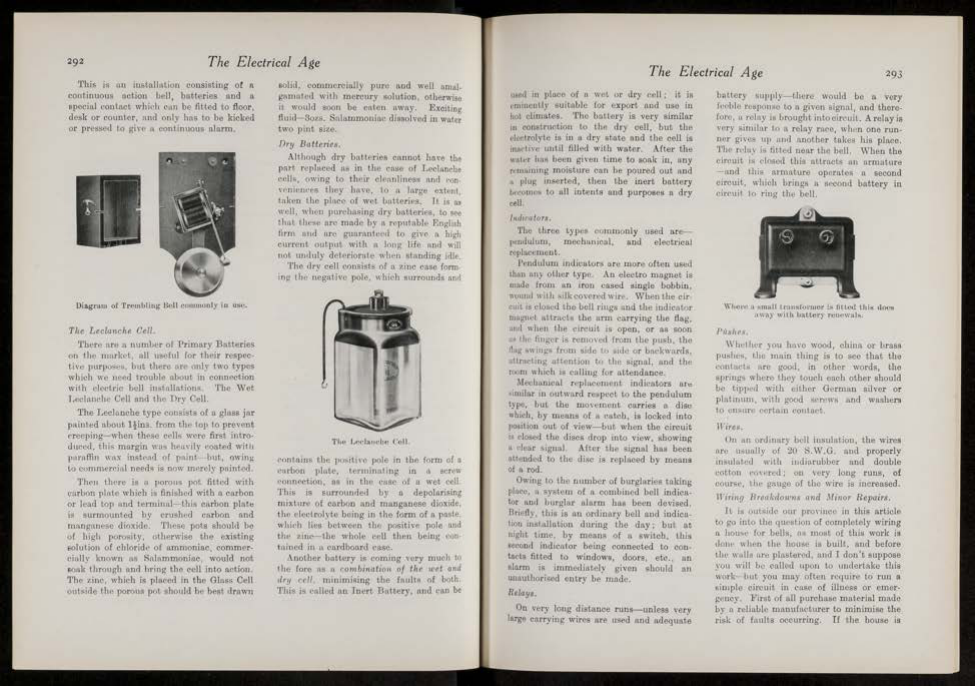 292
The Electrical Age
This is an installation consisting of a
continuous action bell, batteries and a
special contact which can be fitted to floor,
desk or counter, and only has to be kicked
or pressed to give a continuous alarm.
Diagram of Trembling Bell commonly in use.
The Leclanche Cell.
There are a number of Primary Batteries
on the market, all useful for their respec-
tive purposes, but there are only two types
which we need trouble about in connection
with electric bell installations. The Wet
Leclanche Cell and the Dry Cell.
The Leclanche type consists of a glass jar
painted about 1½ins. from the top to prevent
creeping—when these cells were first intro-
duced, this margin was heavily coated with
paraffin wax instead of paint—but, owing
to commercial needs is now merely painted.
Then there is a porous pot fitted with
carbon plate which is finished with a carbon
or lead top and terminal—this carbon plate
is surmounted by crushed carbon and
manganese dioxide. These pots should be
of high porosity, otherwise the existing
solution of chloride of ammoniac, commer-
cially known as Salammoniac, would not
soak through and bring the cell into action.
The zinc, which is placed in the Glass Cell
outside the porous pot should be best drawn
solid, commercially pure and well amal-
gamated with mercury solution, otherwise
it would soon be eaten away. Exciting
fluid—8ozs. Salammoniac dissolved in water
two pint size.
Dry Batteries.
Although dry batteries cannot have the
part replaced as in the case of Leclanche
cells, owing to their cleanliness and con-
veniences they have, to a large extent,
taken the place of wet batteries. It is as
well, when purchasing dry batteries, to see
that these are made by a reputable English
firm and are guaranteed to give a high
current output with a long life and will
not unduly deteriorate when standing idle.
The dry cell consists of a zinc case form-
ing the negative pole, which surrounds and
The Leclanche Cell.
contains the positive pole in the form of a
carbon plate, terminating in a screw
connection, as in the case of a wet cell.
This is surrounded by a depolarising
mixture of carbon and manganese dioxide,
the electrolyte being in the form of a paste,
which lies between the positive pole and
the zinc—the whole cell then being con-
tained in a cardboard case.
Another battery is coming very much to
the fore as a combination of the wet and
dry cell, minimising the faults of both.
This is called an Inert Battery, and can be
The Electrical Age
293
used in place of a wet or dry cell; it is
eminently suitable for export and use in
hot climates. The battery is very similar
in construction to the dry cell, but the
electrolyte is in a dry state and the cell is
inactive until filled with water. After the
water has been given time to soak in, any
remaining moisture can be poured out and
a plug inserted, then the inert battery
becomes to all intents and purposes a dry
cell.
Indicators.
The three types commonly used are—
pendulum, mechanical, and electrical
replacement.
Pendulum indicators are more often used
than any other type. An electro magnet is
made from an iron cased single bobbin,
wound with silk covered wire. When the cir-
cuit is closed the bell rings and the indicator
magnet attracts the arm carrying the flag,
and when the circuit is open, or as soon
as the finger is removed from the push, the
flag swings from side to side or backwards,
attracting attention to the signal, and the
room which is calling for attendance.
Mechanical replacement indicators are
similar in outward respect to the pendulum
type, but the movement carries a disc
which, by means of a catch, is locked into
position out of view—but when the circuit
is closed the discs drop into view, showing
a clear signal. After the signal has been
attended to the disc is replaced by means
of a rod.
Owing to the number of burglaries taking
place, a system of a combined bell indica-
tor and burglar alarm has been devised.
Briefly, this is an ordinary bell and indica-
tion installation during the day; but at
night time, by means of a switch, this
second indicator being connected to con-
tacts fitted to windows, doors, etc., an
alarm is immediately given should an
unauthorised entry be made.
Relays.
On very long distance runs—unless very
large carrying wires are used and adequate
battery supply—there would be a very
feeble response to a given signal, and there-
fore, a relay is brought into circuit. A relay is
very similar to a relay race, when one run-
ner gives up and another takes his place.
The relay is fitted near the bell. When the
circuit is closed this attracts an armature
—and this armature operates a second
circuit, which brings a second battery in
circuit to ring the bell.
Where a small transformer is fitted this does
away with battery renewals.
Pushes.
Whether you have wood, china or brass
pushes, the main thing is to see that the
contacts are good, in other words, the
springs where they touch each other should
be tipped with either German silver or
platinum, with good screws and washers
to ensure certain contact.
Wires.
On an ordinary bell insulation, the wires
are usually of 20 S.W.G. and properly
insulated with indiarubber and double
cotton covered; on very long runs, of
course, the gauge of the wire is increased.
Wiring Breakdowns and Minor Repairs.
It is outside our province in this article
to go into the question of completely wiring
a house for bells, as most of this work is
done when the house is built, and before
the walls are plastered, and I don't suppose
you will be called upon to undertake this
work—but you may often require to run a
simple circuit in case of illness or emer-
gency. First of all purchase material made
by a reliable manufacturer to minimise the
risk of faults occurring. If the house is